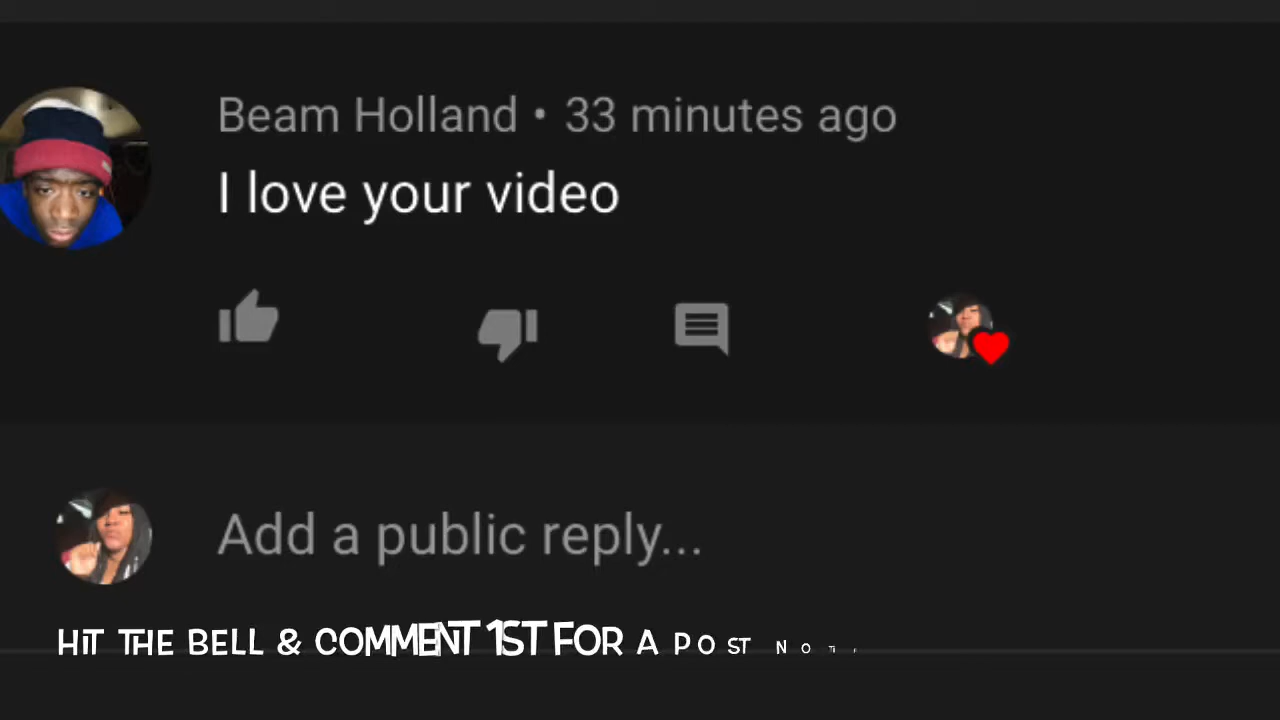 Beam Holland • 33 minutes ago
I love your video
Add a public reply...
HIT THE BELL & COMMENT 1ST FOR A POST